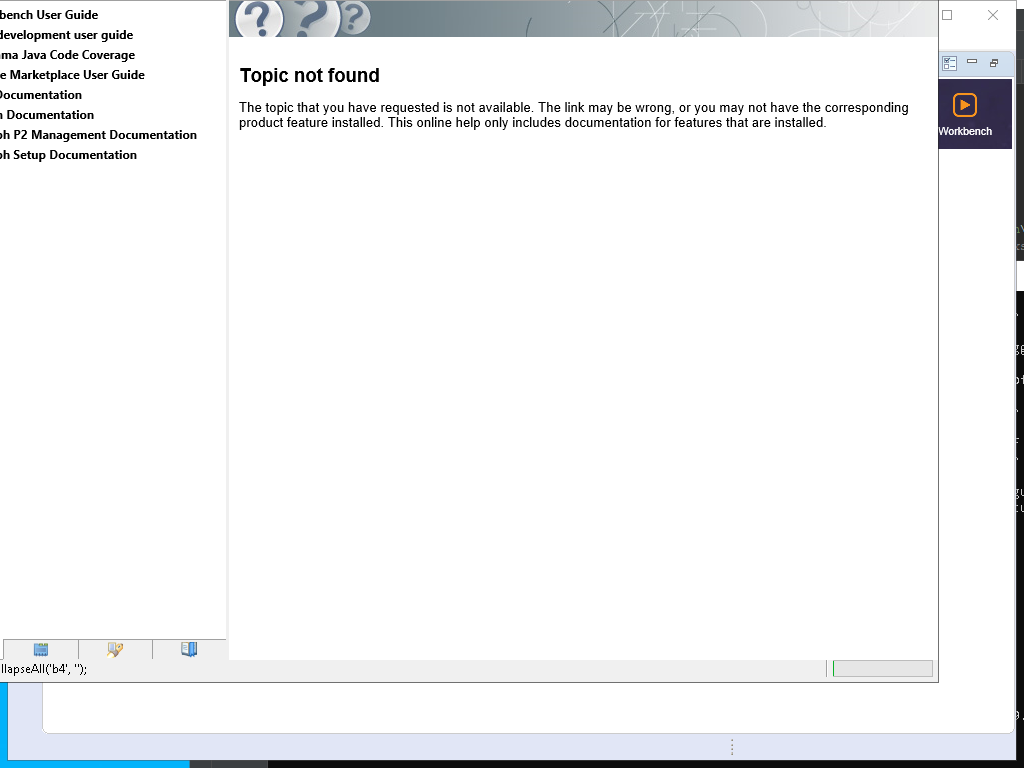 bench User Guide
development user guide
ma Java Code Coverage
e Marketplace User Guide
Documentation
n Documentation
ph P2 Management Documentation
ph Setup Documentation
Topic not found
The topic that you have requested is not available. The link may be wrong, or you may not have the corresponding
product feature installed. This online help only includes documentation for features that are installed.
Workbench
llapseAll('b4', '');